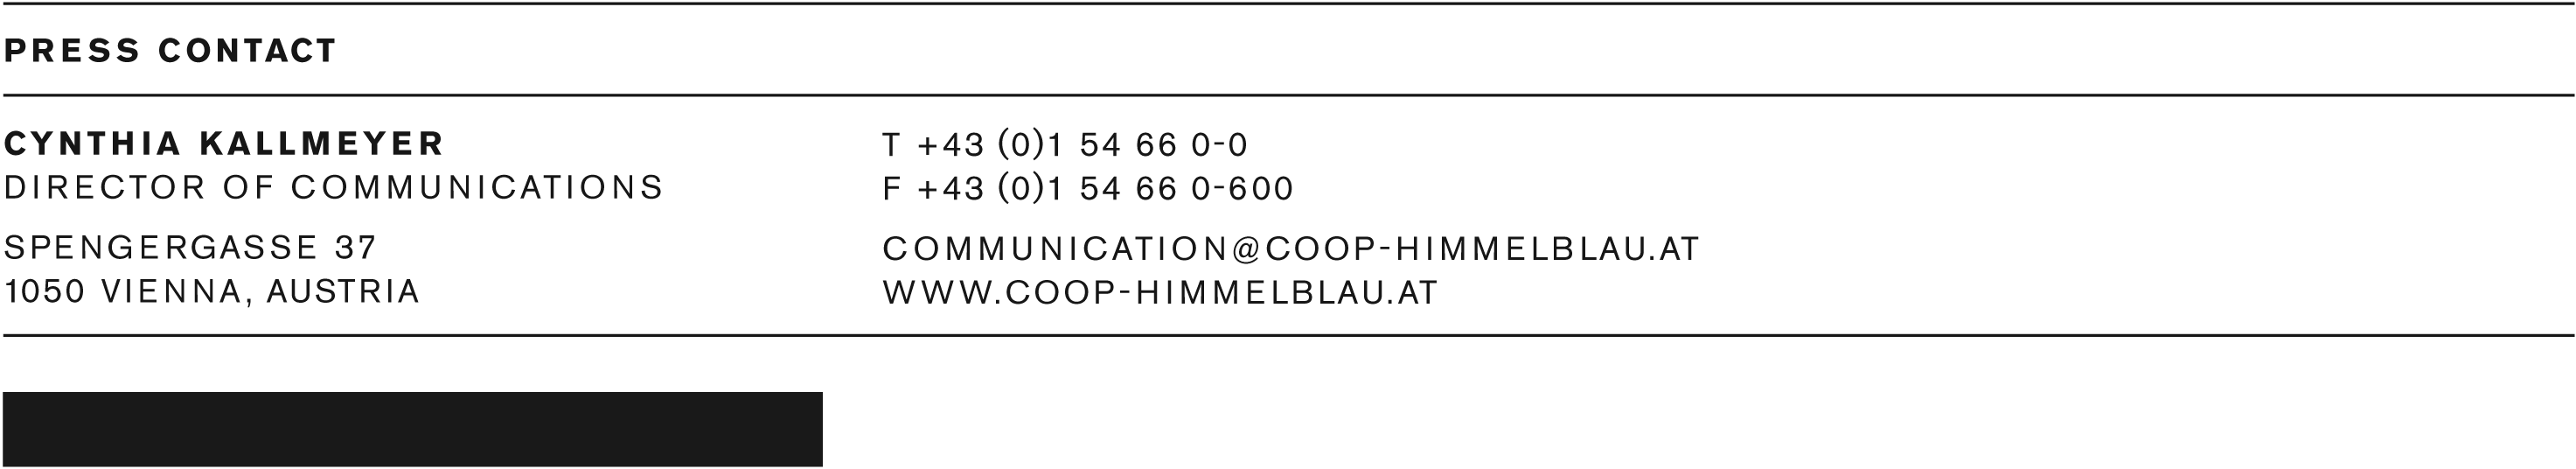 PRESS CONTACT
CYNTHIA KALLMEYER
DIRECTOR OF COMMUNICATIONS
SPENGERGASSE 37
1050 VIENNA, AUSTRIA
T +43 (0)1 54 66 0-0
F +43 (0)1 54 66 0-600
COMMUNICATION@COOP-HIMMELBLAU.AT
WWW.COOP-HIMMELBLAU.AT